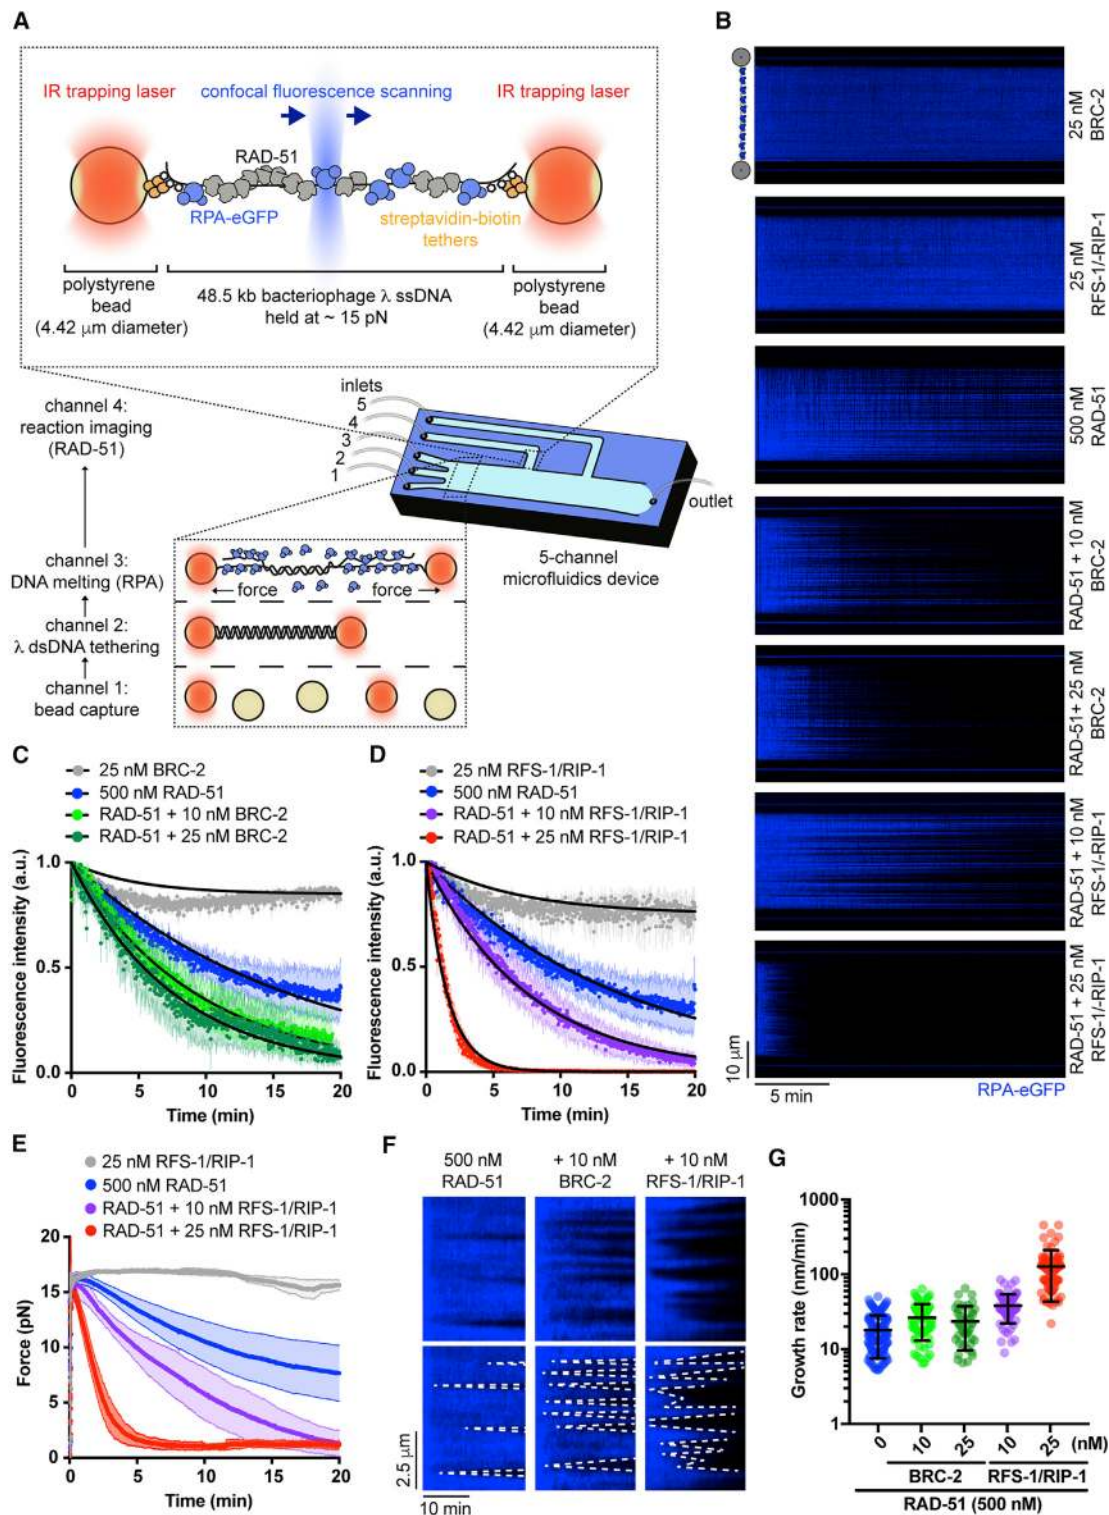 A
IR trapping laser
confocal fluorescence scanning
IR trapping laser
RAD-51
RPA-eGFP
streptavidin-biotin
tethers
polystyrene
bead
(4.42 μm diameter)
48.5 kb bacteriophage λ ssDNA
held at ~ 15 pN
polystyrene
bead
(4.42 μm diameter)
channel 4:
reaction imaging
(RAD-51)
inlets
5
4
3
2
1
outlet
5-channel
microfluidics device
channel 3:
DNA melting (RPA)
force
force
channel 2:
λ dsDNA tethering
channel 1:
bead capture
B
25 nM
BRC-2
25 nM
RFS-1/-RIP-1
500 nM
RAD-51
RAD-51 + 10 nM
BRC-2
RAD-51+ 25 nM
BRC-2
RAD-51 + 10 nM
RFS-1/-RIP-1
RAD-51 + 25 nM
RFS-1/-RIP-1
10 μm
5 min
RPA-eGFP
C
25 nM BRC-2
500 nM RAD-51
RAD-51 + 10 nM BRC-2
RAD-51 + 25 nM BRC-2
Fluorescence intensity (a.u.)
1.0
0.5
0.0
0
5
10
15
20
Time (min)
D
25 nM RFS-1/RIP-1
500 nM RAD-51
RAD-51 + 10 nM RFS-1/RIP-1
RAD-51 + 25 nM RFS-1/RIP-1
Fluorescence intensity (a.u.)
1.0
0.5
0.0
0
5
10
15
20
Time (min)
E
25 nM RFS-1/RIP-1
500 nM RAD-51
RAD-51 + 10 nM RFS-1/RIP-1
RAD-51 + 25 nM RFS-1/RIP-1
Force (pN)
20
15
10
5
0
0
5
10
15
20
Time (min)
F
500 nM
RAD-51
+ 10 nM
BRC-2
+ 10 nM
RFS-1/RIP-1
2.5 μm
10 min
G
Growth rate (nm/min)
1000
100
10
1
0
10
25
10
25
(nM)
BRC-2
RFS-1/RIP-1
RAD-51 (500 nM)